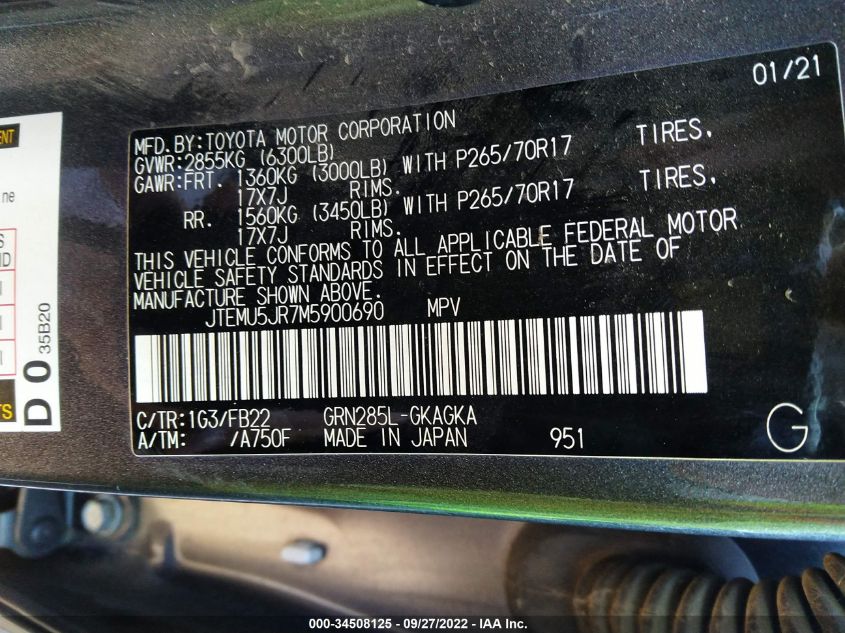 01/21
MFD.BY:TOYOTA MOTOR CORPORATION
GVWR:2855KG (6300LB)
GAWR:FRT. 1360KG (3000LB) WITH P265/70R17 TIRES,
17X7J RIMS.
RR. 1560KG (3450LB) WITH P265/70R17 TIRES,
17X7J RIMS.
THIS VEHICLE CONFORMS TO ALL APPLICABLE FEDERAL MOTOR
VEHICLE SAFETY STANDARDS IN EFFECT ON THE DATE OF
MANUFACTURE SHOWN ABOVE.
JTEMU5JR7M5900690 MPV
C/TR:1G3/FB22 GRN285L-GKAGKA
A/TM: /A750F MADE IN JAPAN 951
G
ne
D 0 35B20
000-34508125 - 09/27/2022 - IAA Inc.